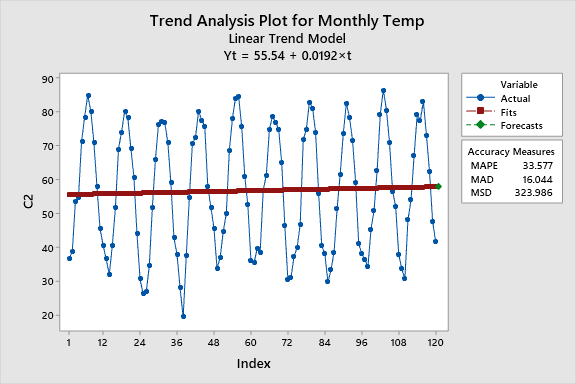 Trend Analysis Plot for Monthly Temp
Linear Trend Model
Yt = 55.54 + 0.0192×t
90
80
70
60
50
40
30
20
C2
1 12 24 36 48 60 72 84 96 108 120
Index
Variable
Actual
Fits
Forecasts
Accuracy Measures
MAPE 33.577
MAD 16.044
MSD 323.986